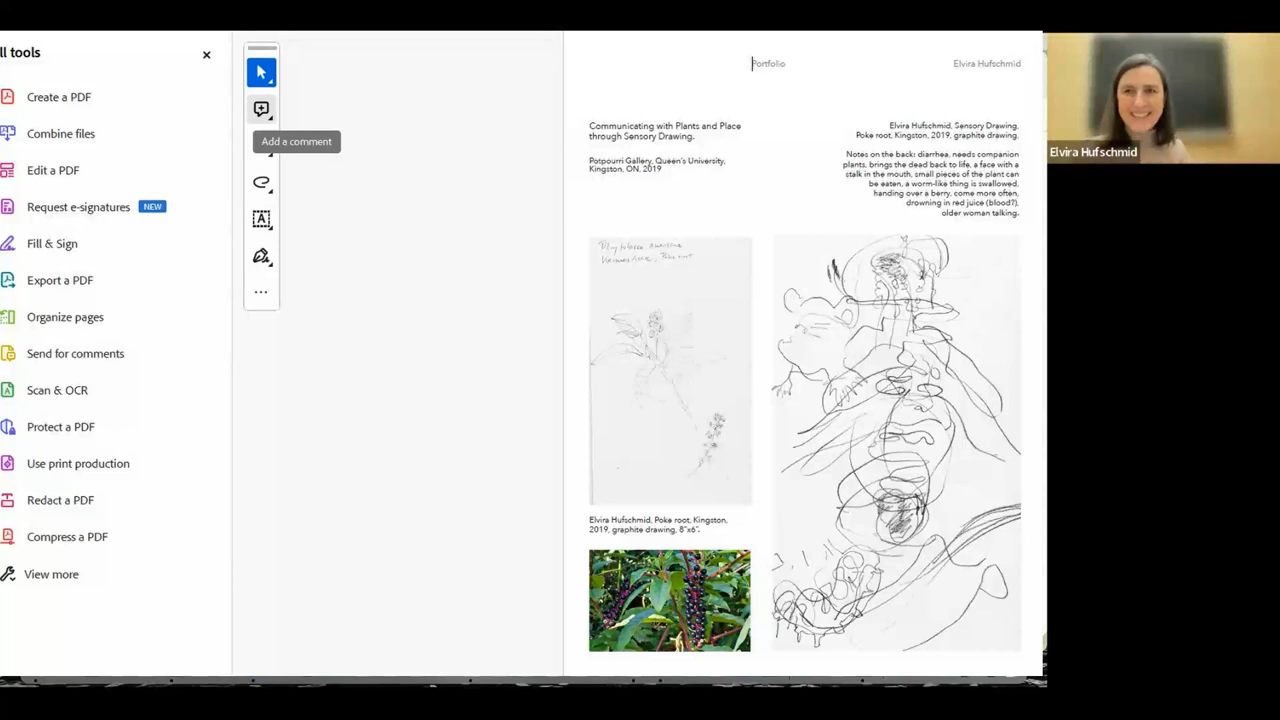 ll tools
Create a PDF
Combine files
Edit a PDF
Request e-signatures NEW
Fill & Sign
Export a PDF
Organize pages
Send for comments
Scan & OCR
Protect a PDF
Use print production
Redact a PDF
Compress a PDF
View more
Add a comment
Portfolio
Elvira Hufschmid
Communicating with Plants and Place
through Sensory Drawing.
Potpourri Gallery, Queen's University,
Kingston, ON, 2019
Elvira Hufschmid, Sensory Drawing,
Poke root, Kingston, 2019, graphite drawing,
Notes on the back: diarrhea, needs companion
plants, brings the dead back to life, a face with a
stalk in the mouth, small pieces of the plant can
be eaten, a worm-like thing is swallowed,
handing over a berry, come more often,
drowning in red juice (blood?),
older woman talking.
Elvira Hufschmid, Poke root, Kingston,
2019, graphite drawing, 8"x6".
Elvira Hufschmid